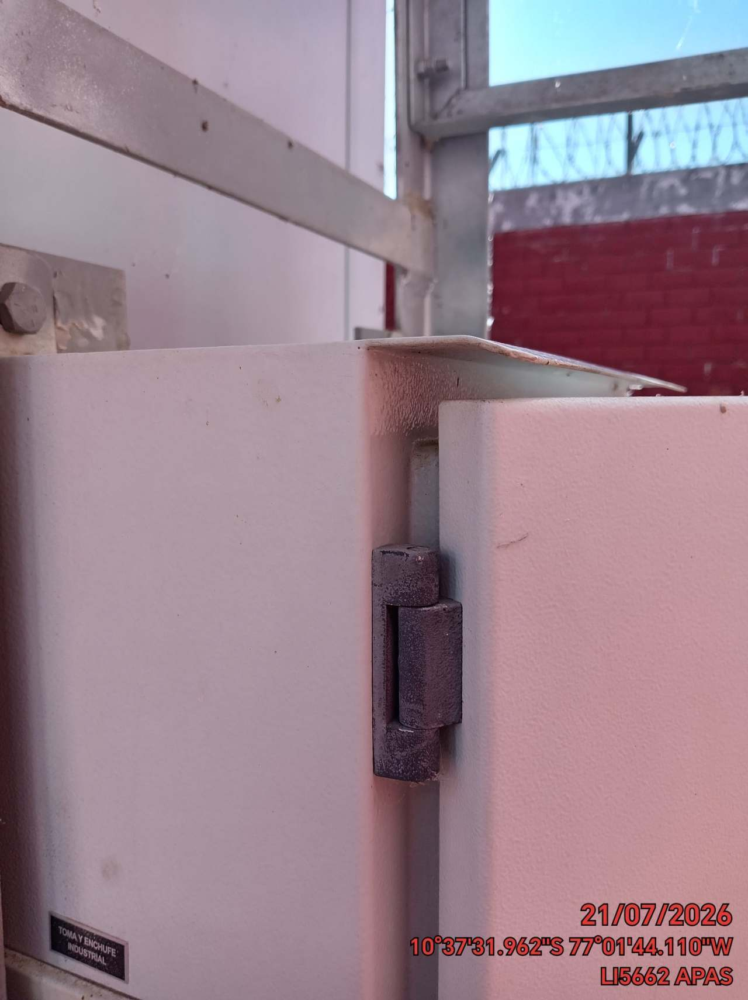 TOMA Y ENCHUFE
INDUSTRIAL
21/07/2026
10°37'31.962"S 77°01'44.110"W
LI5662 APAS